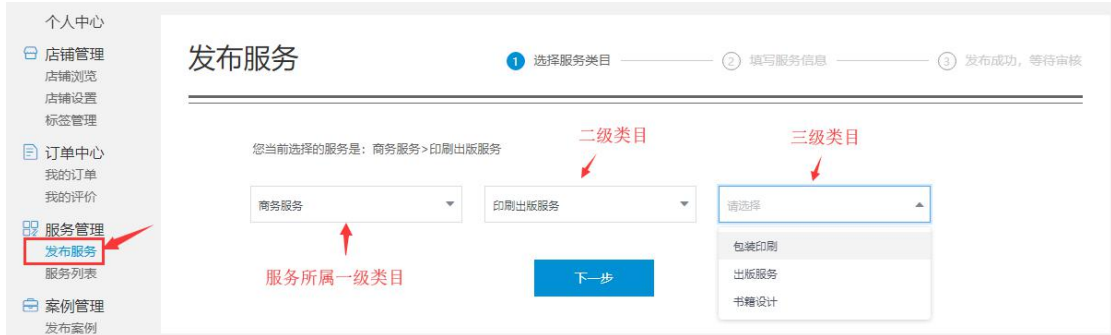 个人中心
店铺管理
店铺浏览
店铺设置
标签管理
订单中心
我的订单
我的评价
服务管理
发布服务
服务列表
案例管理
发布案例
发布服务
1 选择服务类目
2 填写服务信息
3 发布成功，等待审核
您当前选择的服务是：商务服务>印刷出版服务
二级类目
三级类目
商务服务
印刷出版服务
请选择
包装印刷
出版服务
书籍设计
服务所属一级类目
下一步